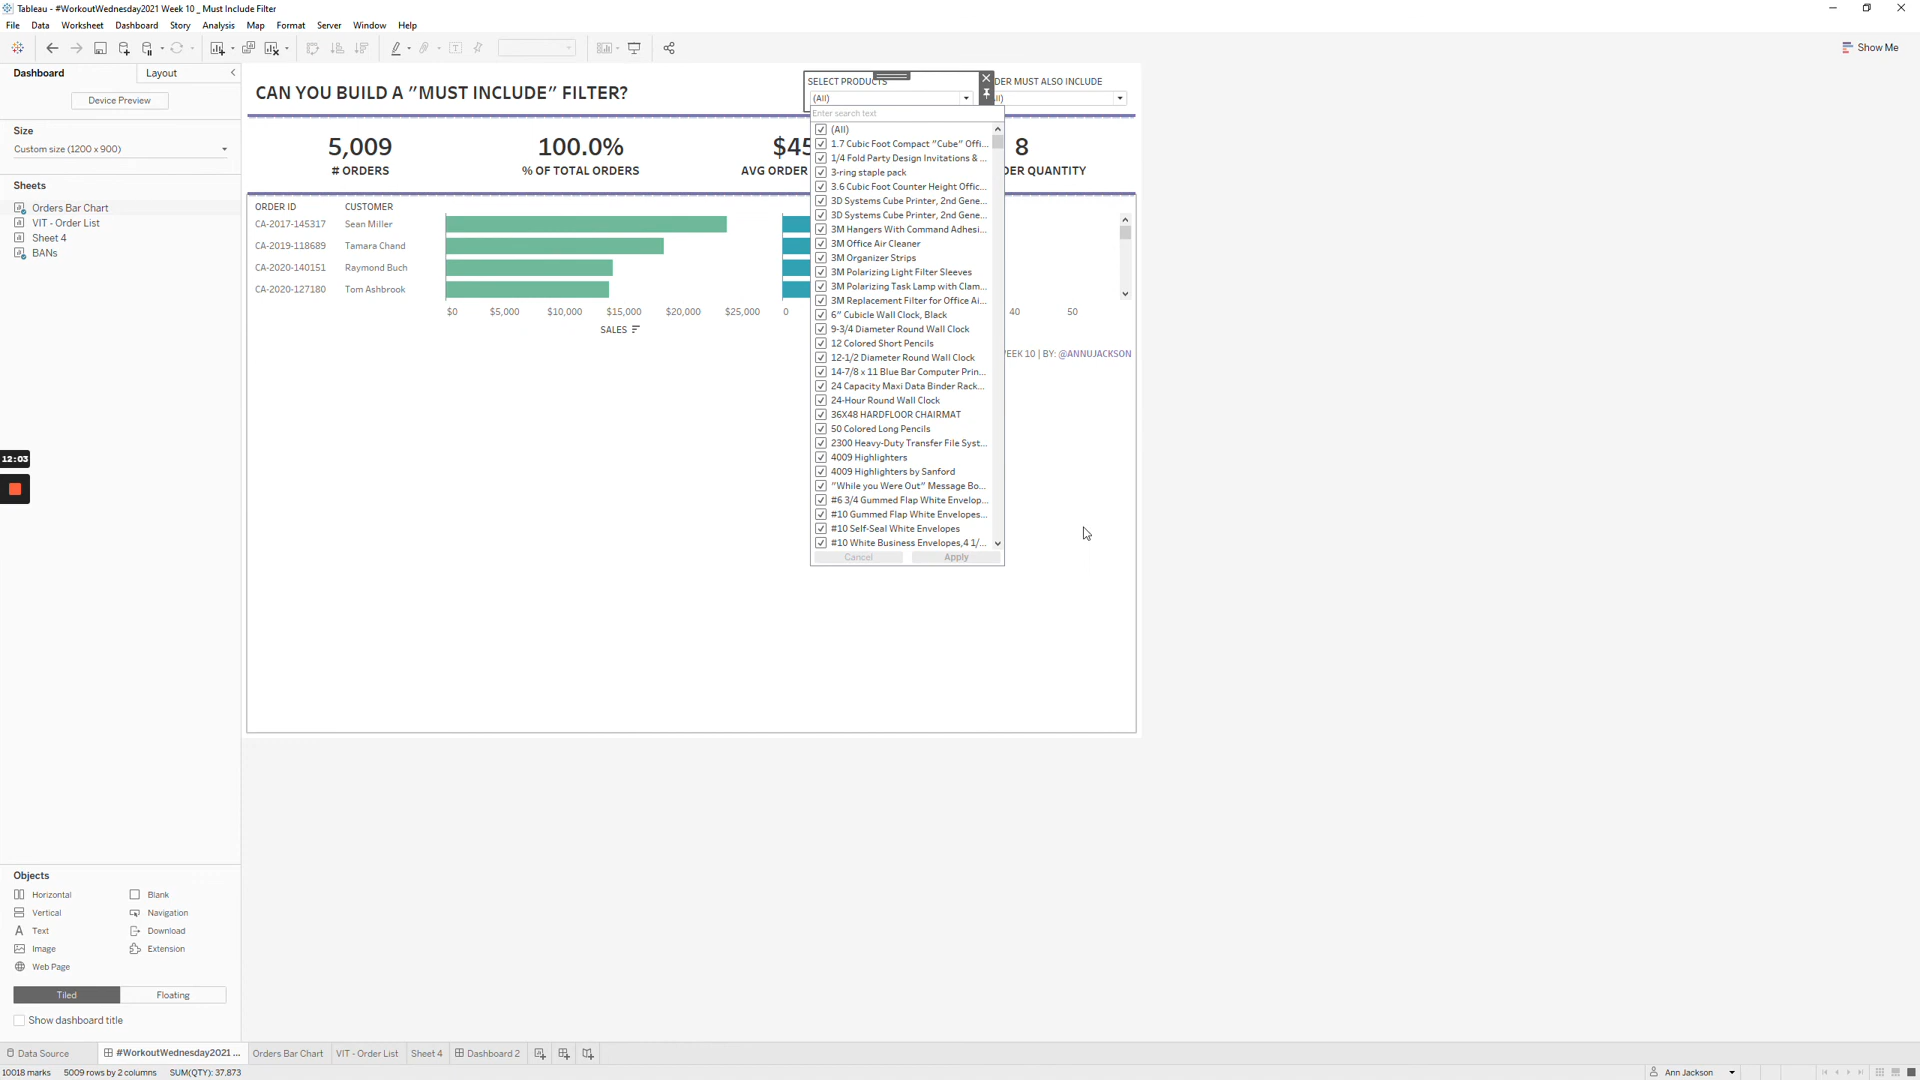 Tableau - #WorkoutWednesday2021 Week 10 _ Must Include Filter
File Data Worksheet Dashboard Story Analysis Map Format Server Window Help
Show Me
Dashboard Layout
Device Preview
Size
Custom size (1200 x 900)
Sheets
Orders Bar Chart
VIT - Order List
Sheet 4
BANs
12:03
CAN YOU BUILD A "MUST INCLUDE" FILTER?
SELECT PRODUCTS
(All)
DER MUST ALSO INCLUDE
Enter search text
(All)
1.7 Cubic Foot Compact "Cube" Offi...
1/4 Fold Party Design Invitations & ...
3-ring staple pack
3.6 Cubic Foot Counter Height Offic...
3D Systems Cube Printer, 2nd Gene...
3D Systems Cube Printer, 2nd Gene...
3M Hangers With Command Adhesi...
3M Office Air Cleaner
3M Organizer Strips
3M Polarizing Light Filter Sleeves
3M Polarizing Task Lamp with Clam...
3M Replacement Filter for Office Ai...
6" Cubicle Wall Clock, Black
9-3/4 Diameter Round Wall Clock
12 Colored Short Pencils
12-1/2 Diameter Round Wall Clock
14-7/8 x 11 Blue Bar Computer Prin...
24 Capacity Maxi Data Binder Rack...
24-Hour Round Wall Clock
36X48 HARDFLOOR CHAIRMAT
50 Colored Long Pencils
2300 Heavy-Duty Transfer File Syst...
4009 Highlighters
4009 Highlighters by Sanford
"While you Were Out" Message Bo...
#6 3/4 Gummed Flap White Envelop...
#10 Gummed Flap White Envelopes...
#10 Self-Seal White Envelopes
#10 White Business Envelopes,4 1/...
Cancel Apply
5,009 100.0% $45 8
# ORDERS % OF TOTAL ORDERS AVG ORDER DER QUANTITY
ORDER ID CUSTOMER
CA-2017-145317 Sean Miller
CA-2019-118689 Tamara Chand
CA-2020-140151 Raymond Buch
CA-2020-127180 Tom Ashbrook
$0 $5,000 $10,000 $15,000 $20,000 $25,000 0 40 50
SALES
EEK 10 | BY: @ANNUJACKSON
Objects
Horizontal Blank
Vertical Navigation
Text Download
Image Extension
Web Page
Tiled Floating
Show dashboard title
Data Source #WorkoutWednesday2021 ... Orders Bar Chart VIT - Order List Sheet 4 Dashboard 2
10018 marks 5009 rows by 2 columns SUM(QTY): 37,873 Ann Jackson